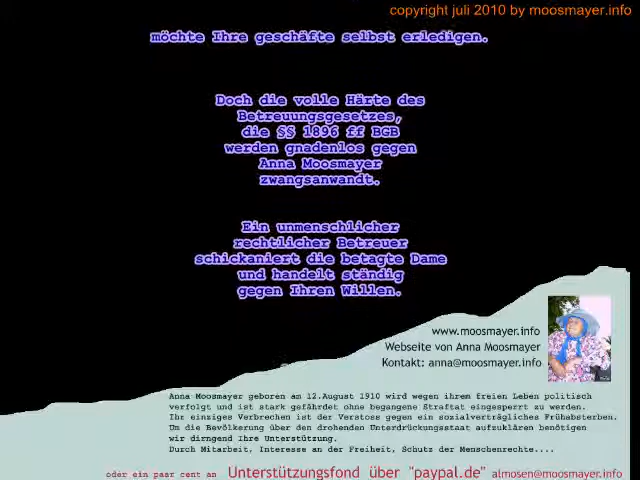 copyright juli 2010 by moosmayer.info
möchte Ihre geschäfte selbst erledigen.
Doch die volle Härte des
Betreuungsgesetzes,
die §§ 1896 ff BGB
werden gnadenlos gegen
Anna Moosmayer
zwangsanwandt.
Ein unmenschlicher
rechtlicher Betreuer
schickaniert die betagte Dame
und handelt ständig
gegen Ihren Willen.
www.moosmayer.info
Webseite von Anna Moosmayer
Kontakt: anna@moosmayer.info
Anna Moosmayer geboren am 12.August 1910 wird wegen ihrem freien Leben politisch
verfolgt und ist stark gefährdet ohne begangene Straftat eingesperrt zu werden.
Ihr einziges Verbrechen ist der Verstoss gegen ein sozialverträgliches Frühabsterben.
Um die Bevölkerung über den drohenden Unterdrückungsstaat aufzuklären benötigen
wir dirngend Ihre Unterstützung.
Durch Mitarbeit, Interesse an der Freiheit, Schutz der Menschenrechte....
oder ein paar cent an Unterstützungsfond über "paypal.de" almosen@moosmayer.info